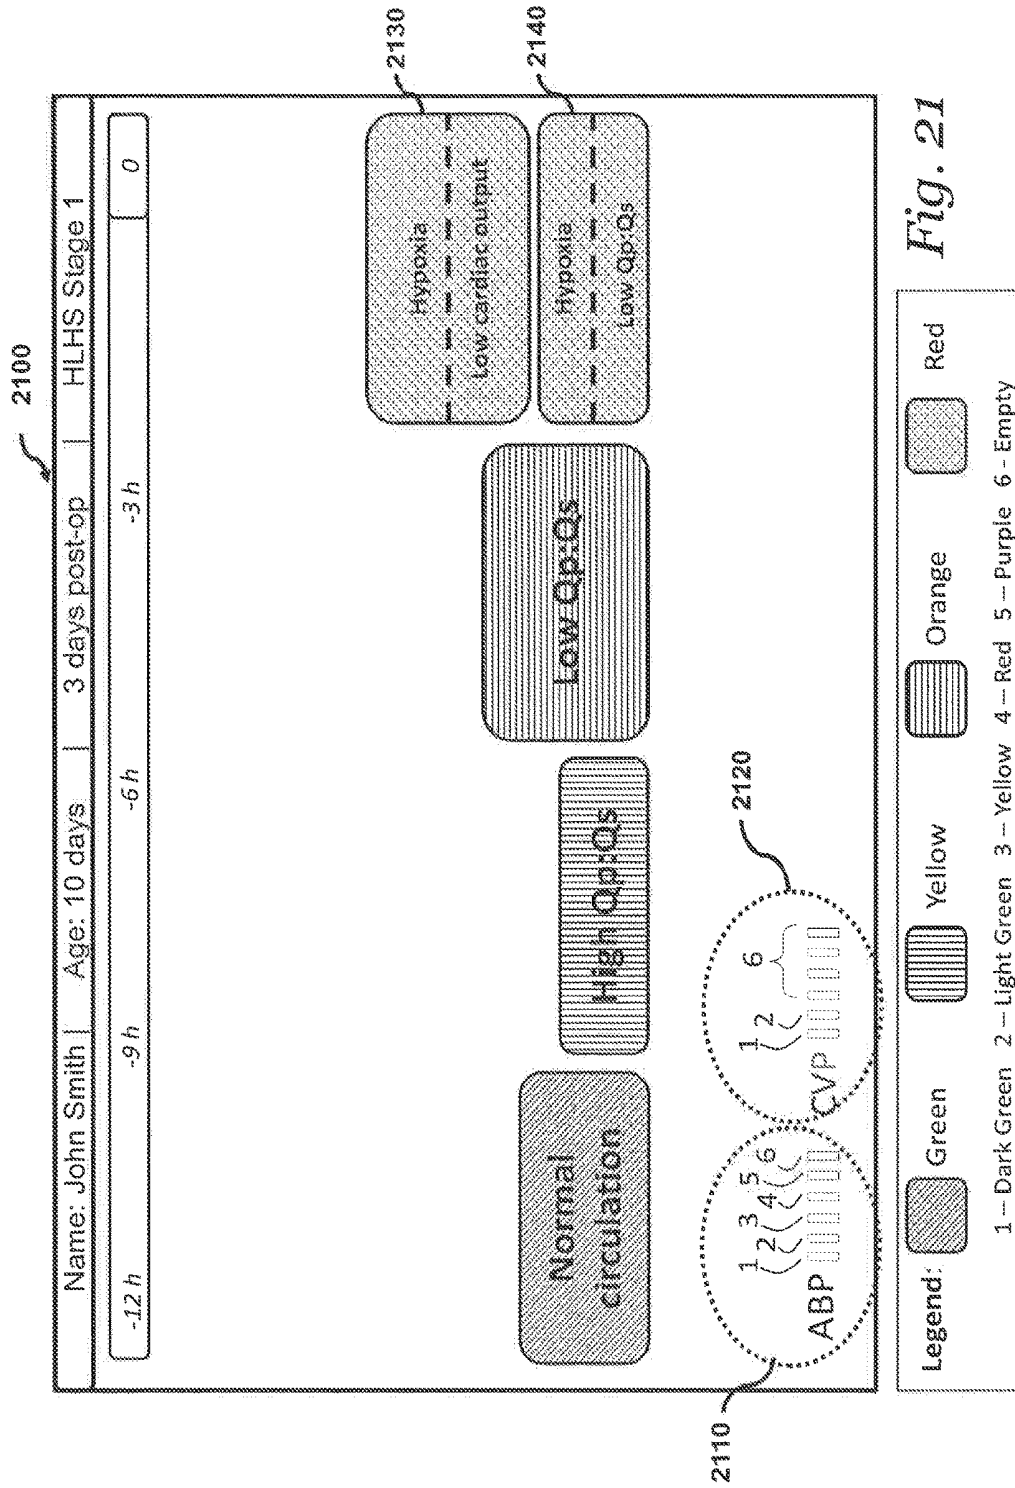 2100
Name: John Smith | Age: 10 days | 3 days post-op | HLHS Stage 1
-12 h -9 h -6 h -3 h 0
Hypoxia
Low cardiac output
2130
Normal
circulation
High Qp:Qs
Low Qp:Qs
Hypoxia
Low Qp:Qs
2140
1 2 3 4 5 6
ABP
2110
1 2 6
CVP
2120
Legend: Green Yellow Orange Red
1 – Dark Green 2 – Light Green 3 – Yellow 4 – Red 5 – Purple 6 - Empty
Fig. 21